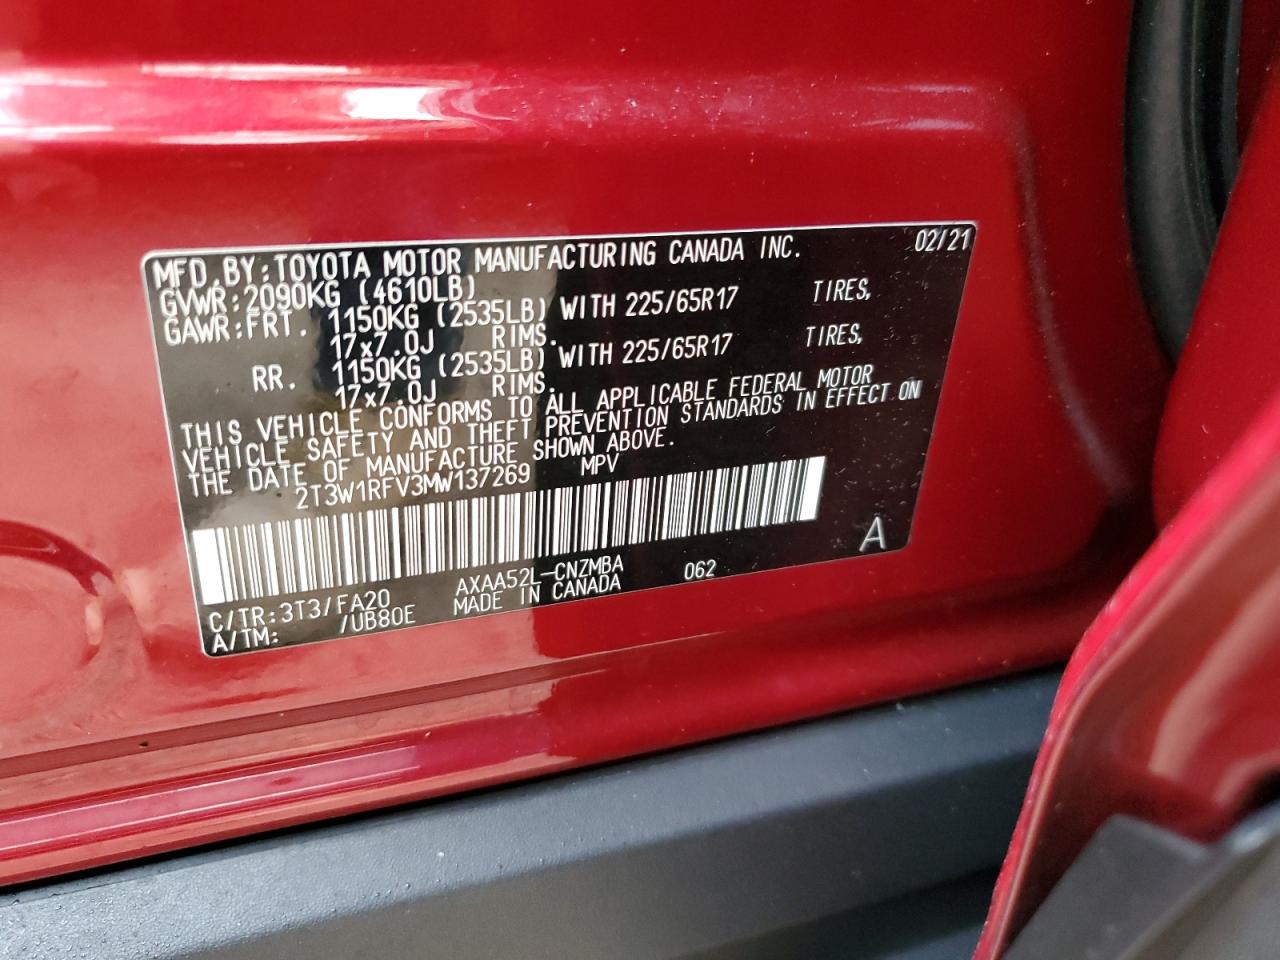 MFD.BY:TOYOTA MOTOR MANUFACTURING CANADA INC. 02/21
GVWR:2090KG (4610LB)
GAWR:FRT. 1150KG (2535LB) WITH 225/65R17 TIRES,
17x7.0J RIMS.
RR. 1150KG (2535LB) WITH 225/65R17 TIRES,
17x7.0J RIMS.
THIS VEHICLE CONFORMS TO ALL APPLICABLE FEDERAL MOTOR
VEHICLE SAFETY AND THEFT PREVENTION STANDARDS IN EFFECT ON
THE DATE OF MANUFACTURE SHOWN ABOVE.
2T3W1RFV3MW137269 MPV
A
C/TR:3T3/FA20 AXAA52L-CNZMBA 062
A/TM: /UB80E MADE IN CANADA